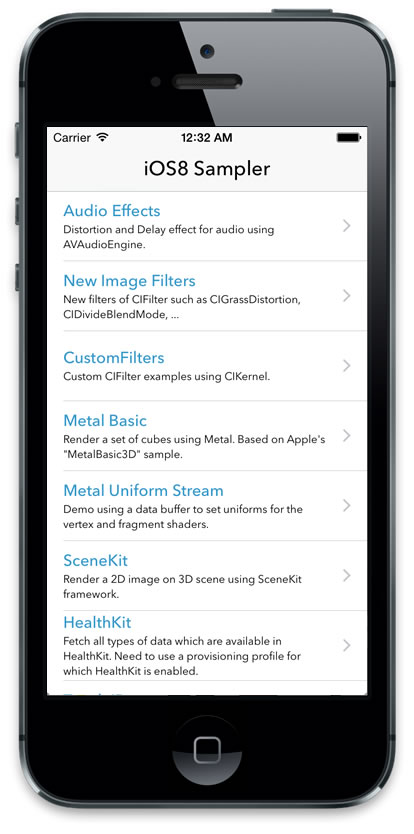 Carrier 12:32 AM
iOS8 Sampler
Audio Effects
Distortion and Delay effect for audio using
AVAudioEngine.
New Image Filters
New filters of CIFilter such as CIGrassDistortion,
CIDivideBlendMode, ...
CustomFilters
Custom CIFilter examples using CIKernel.
Metal Basic
Render a set of cubes using Metal. Based on Apple's
"MetalBasic3D" sample.
Metal Uniform Stream
Demo using a data buffer to set uniforms for the
vertex and fragment shaders.
SceneKit
Render a 2D image on 3D scene using SceneKit
framework.
HealthKit
Fetch all types of data which are available in
HealthKit. Need to use a provisioning profile for
which HealthKit is enabled.